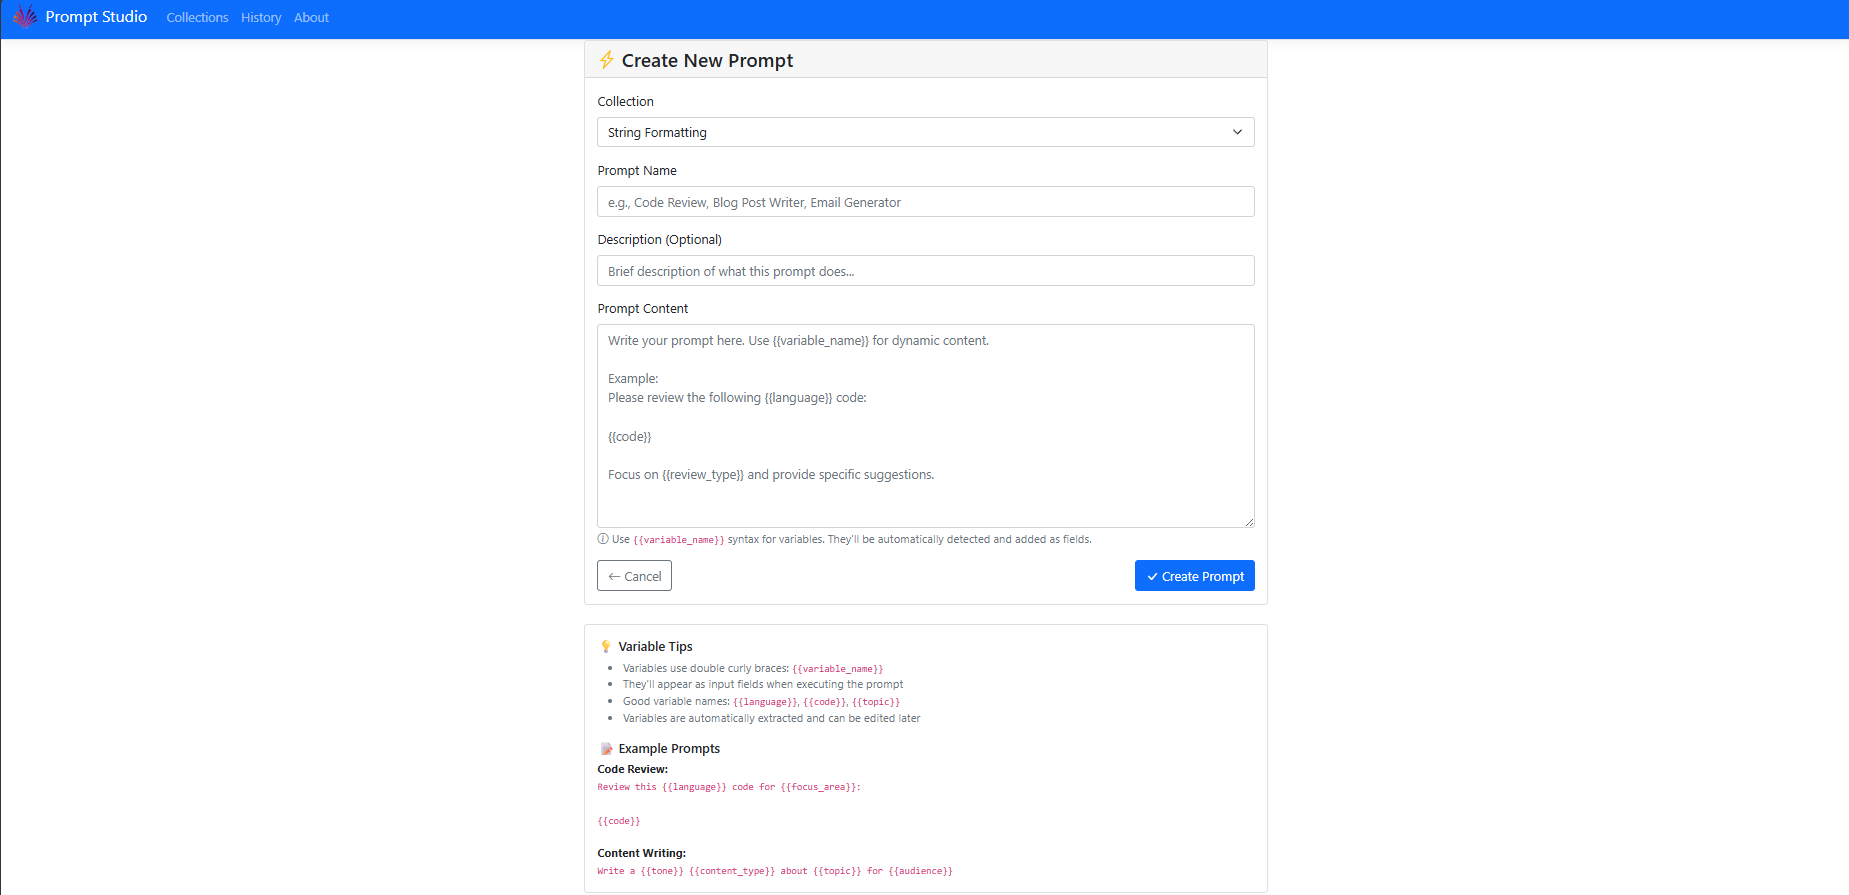 Prompt Studio Collections History About
Create New Prompt
Collection
String Formatting
Prompt Name
e.g., Code Review, Blog Post Writer, Email Generator
Description (Optional)
Brief description of what this prompt does...
Prompt Content
Write your prompt here. Use {{variable_name}} for dynamic content.
Example:
Please review the following {{language}} code:
{{code}}
Focus on {{review_type}} and provide specific suggestions.
Use {{variable_name}} syntax for variables. They'll be automatically detected and added as fields.
← Cancel
✓ Create Prompt
Variable Tips
• Variables use double curly braces: {{variable_name}}
• They'll appear as input fields when executing the prompt
• Good variable names: {{language}}, {{code}}, {{topic}}
• Variables are automatically extracted and can be edited later
Example Prompts
Code Review:
Review this {{language}} code for {{focus_area}}:
{{code}}
Content Writing:
Write a {{tone}} {{content_type}} about {{topic}} for {{audience}}